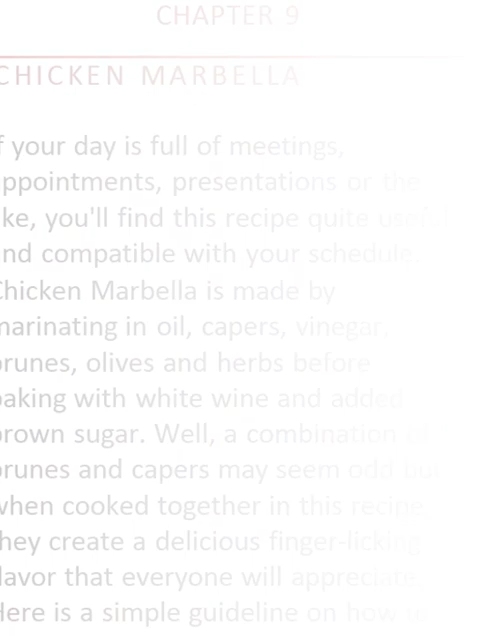 CHAPTER 9
CHICKEN MARBELLA
f your day is full of meetings,
ppointments, presentations or the
ke, you'll find this recipe quite useful
nd compatible with your schedule.
Chicken Marbella is made by
marinating in oil, capers, vinegar,
prunes, olives and herbs before
baking with white wine and added
brown sugar. Well, a combination of
prunes and capers may seem odd but
when cooked together in this recipe,
they create a delicious finger-licking
flavor that everyone will appreciate.
Here is a simple guideline on how